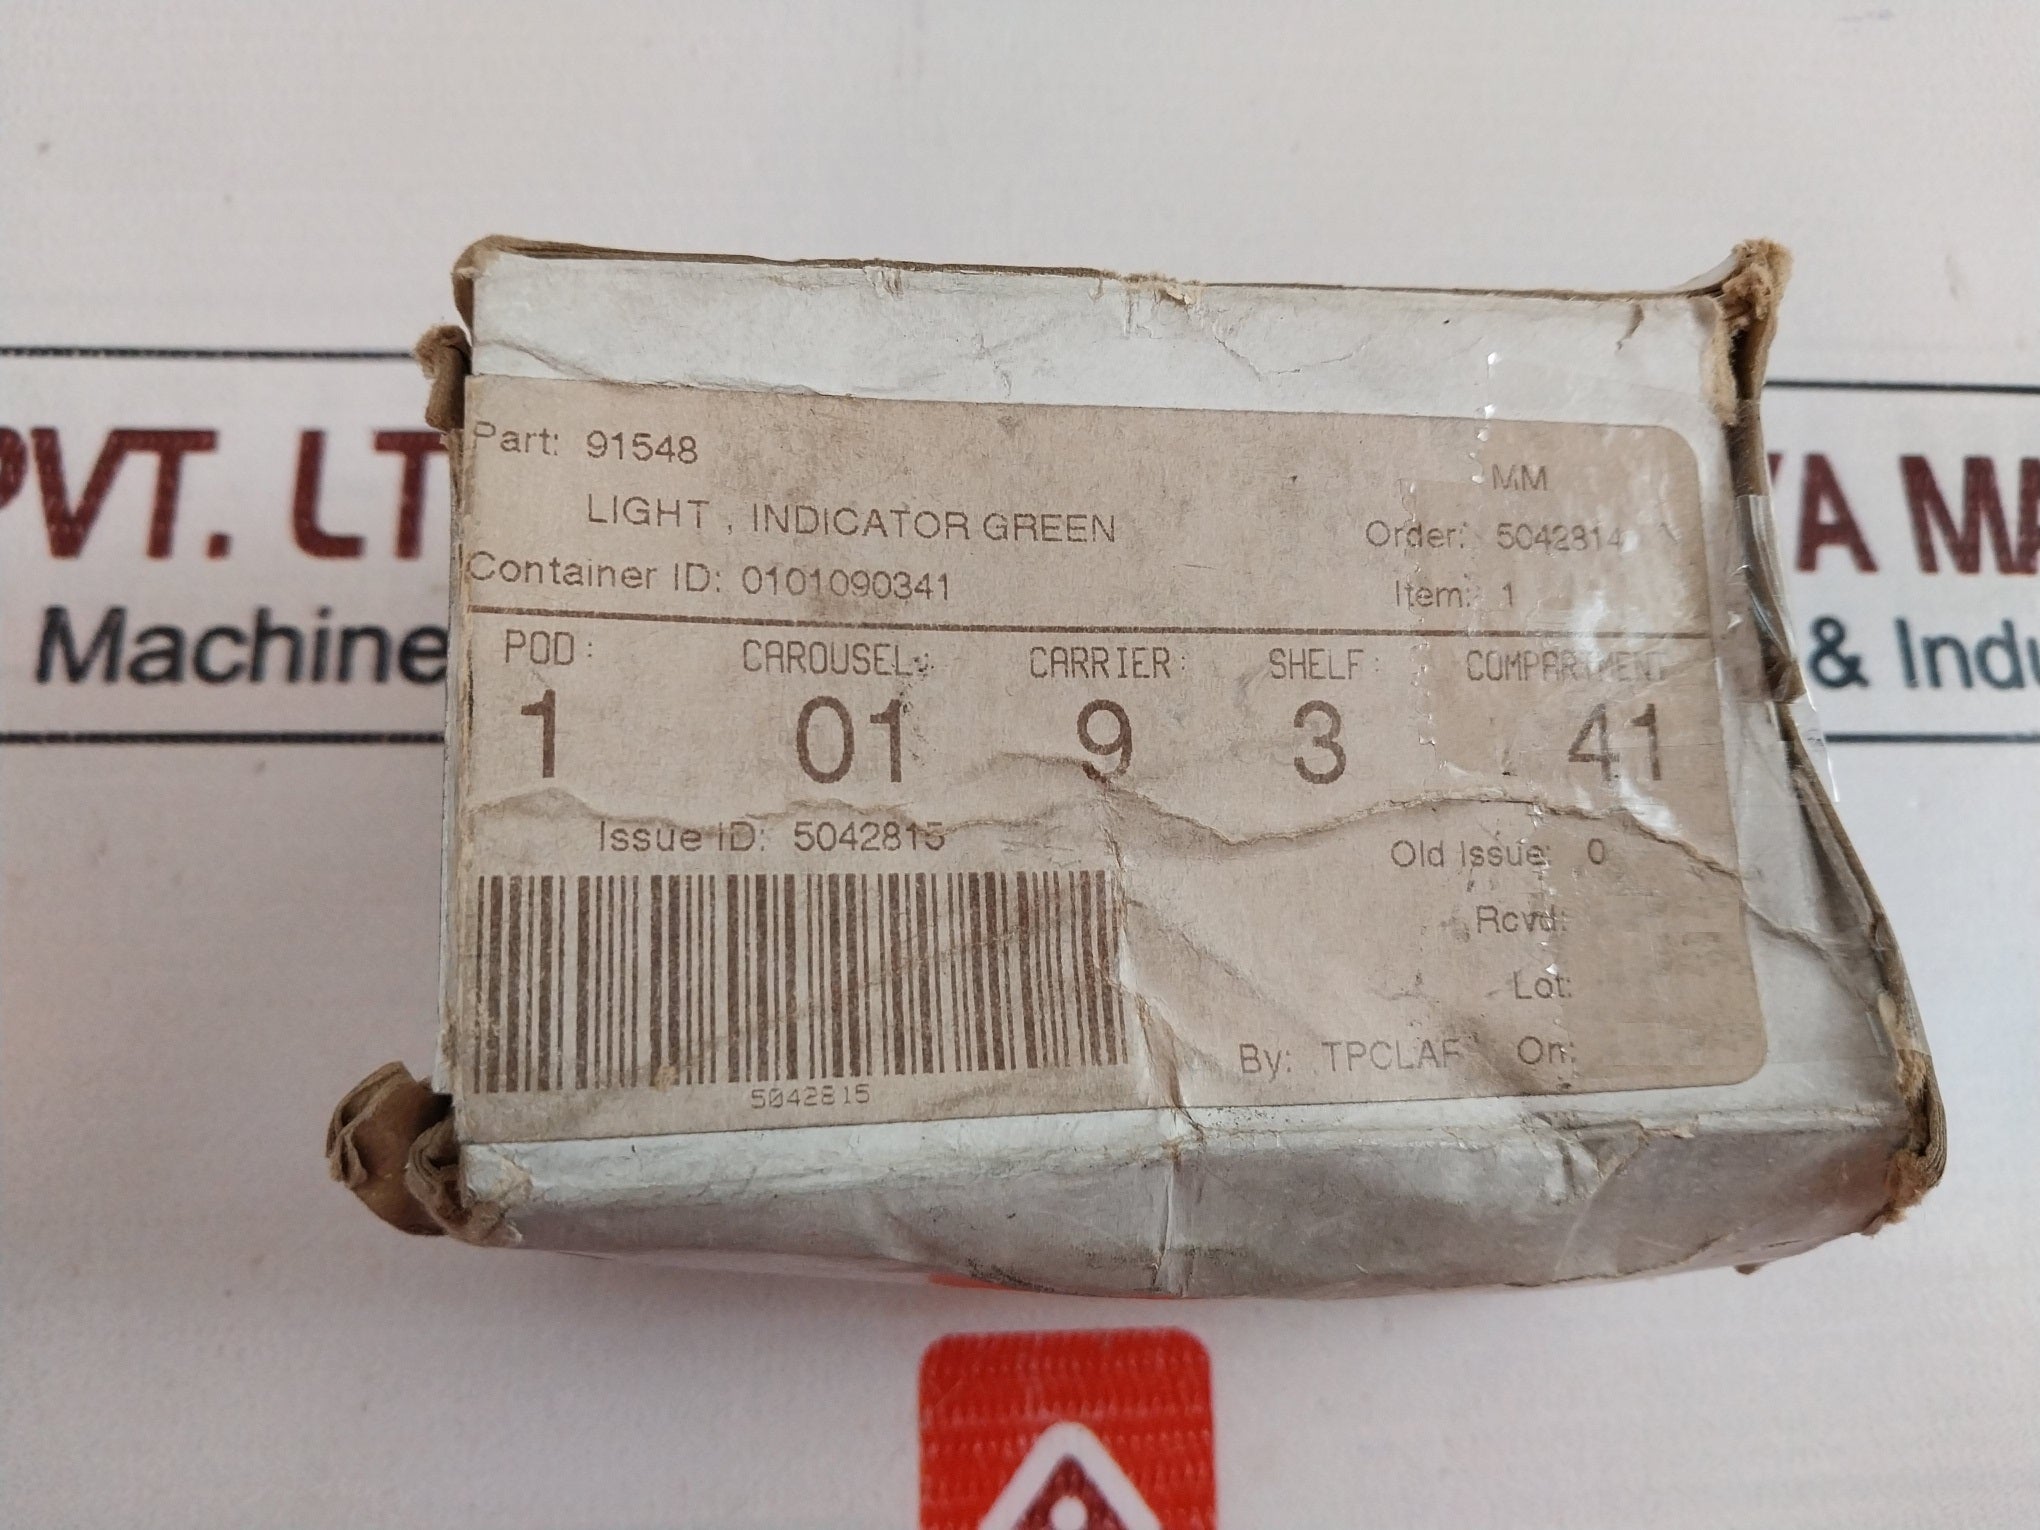 Part: 91548
LIGHT , INDICATOR GREEN
MM
Order: 5042814
Container ID: 0101090341
Item: 1
POD: CAROUSEL: CARRIER: SHELF: COMPARTMENT
1 01 9 3 41
Issue ID: 5042815
Old Issue: 0
Rcvd:
Lot:
By: TPCLAF On:
5042815
PVT. LT
Machine
YA MA
& Indu